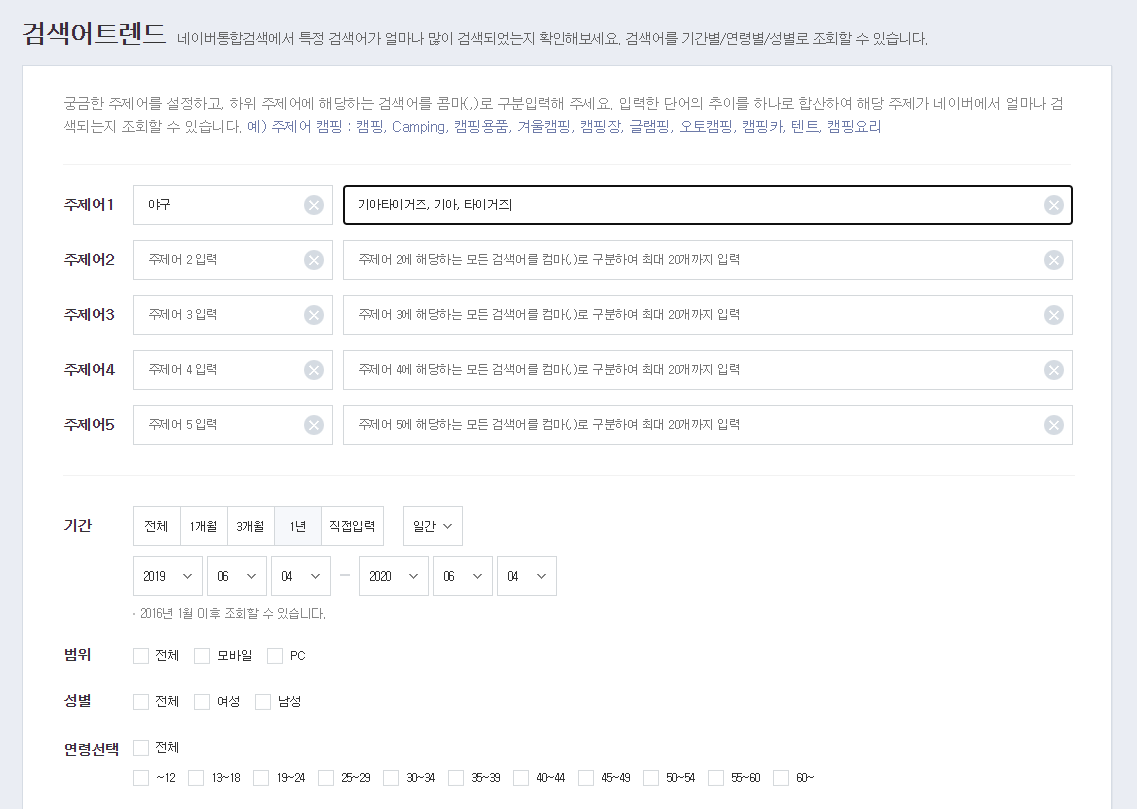 검색어트렌드 네이버통합검색에서 특정 검색어가 얼마나 많이 검색되었는지 확인해보세요. 검색어를 기간별/연령별/성별로 조회할 수 있습니다.
궁금한 주제어를 설정하고, 하위 주제어에 해당하는 검색어를 콤마(,)로 구분입력해 주세요. 입력한 단어의 추이를 하나로 합산하여 해당 주제가 네이버에서 얼마나 검
색되는지 조회할 수 있습니다. 예) 주제어 캠핑 : 캠핑, Camping, 캠핑용품, 겨울캠핑, 캠핑장, 글램핑, 오토캠핑, 캠핑카, 텐트, 캠핑요리
주제어1 야구 기아타이거즈, 기아, 타이거즈
주제어2 주제어 2 입력 주제어 2에 해당하는 모든 검색어를 컴마(,)로 구분하여 최대 20개까지 입력
주제어3 주제어 3 입력 주제어 3에 해당하는 모든 검색어를 컴마(,)로 구분하여 최대 20개까지 입력
주제어4 주제어 4 입력 주제어 4에 해당하는 모든 검색어를 컴마(,)로 구분하여 최대 20개까지 입력
주제어5 주제어 5 입력 주제어 5에 해당하는 모든 검색어를 컴마(,)로 구분하여 최대 20개까지 입력
기간 전체 1개월 3개월 1년 직접입력 일간
2019 06 04 - 2020 06 04
· 2016년 1월 이후 조회할 수 있습니다.
범위 전체 모바일 PC
성별 전체 여성 남성
연령선택 전체
~12 13~18 19~24 25~29 30~34 35~39 40~44 45~49 50~54 55~60 60~